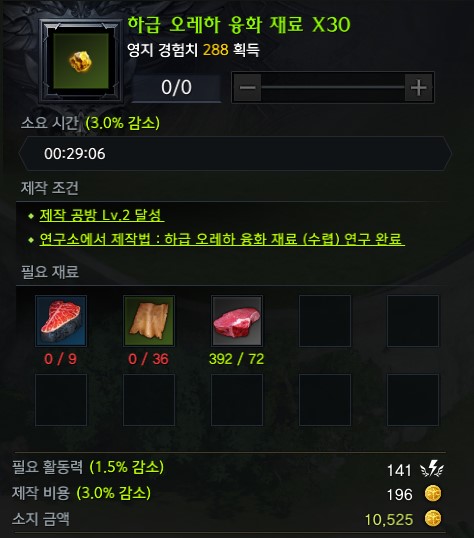 하급 오레하 융화 재료 X30
영지 경험치 288 획득
0/0
소요 시간 (3.0% 감소)
00:29:06
제작 조건
제작 공방 Lv.2 달성
연구소에서 제작법 : 하급 오레하 융화 재료 (수렵) 연구 완료
필요 재료
0 / 9 0 / 36 392 / 72
필요 활동력 (1.5% 감소) 141
제작 비용 (3.0% 감소) 196
소지 금액 10,525